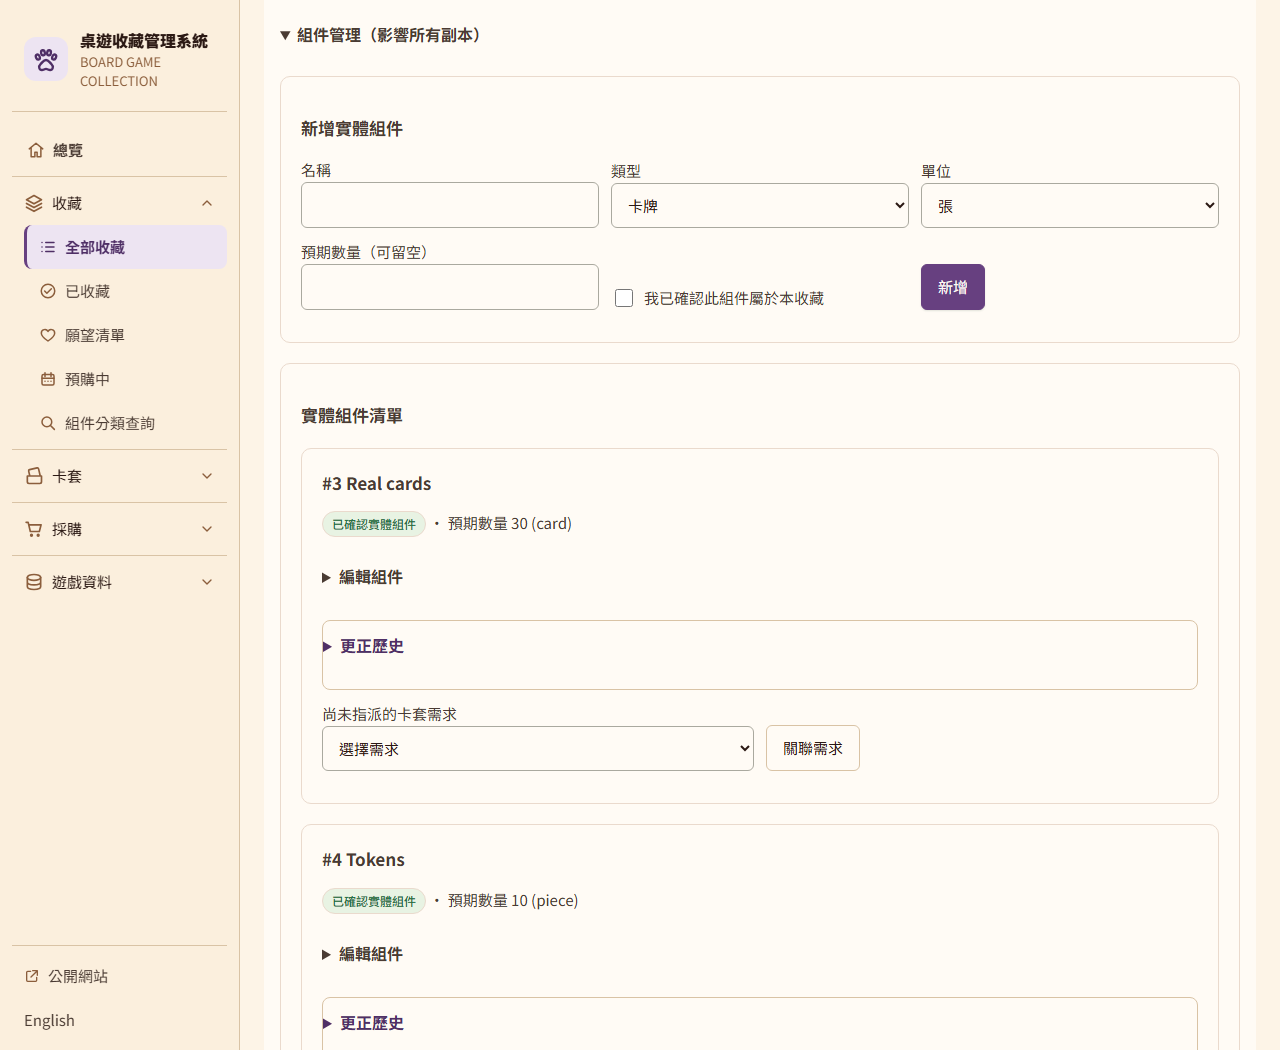 桌遊收藏管理系統
BOARD GAME
COLLECTION
總覽
收藏
全部收藏
已收藏
願望清單
預購中
組件分類查詢
卡套
採購
遊戲資料
公開網站
English
組件管理（影響所有副本）
新增實體組件
名稱
類型
單位
卡牌
張
預期數量（可留空）
我已確認此組件屬於本收藏
新增
實體組件清單
#3 Real cards
已確認實體組件 · 預期數量 30 (card)
編輯組件
更正歷史
尚未指派的卡套需求
選擇需求
關聯需求
#4 Tokens
已確認實體組件 · 預期數量 10 (piece)
編輯組件
更正歷史